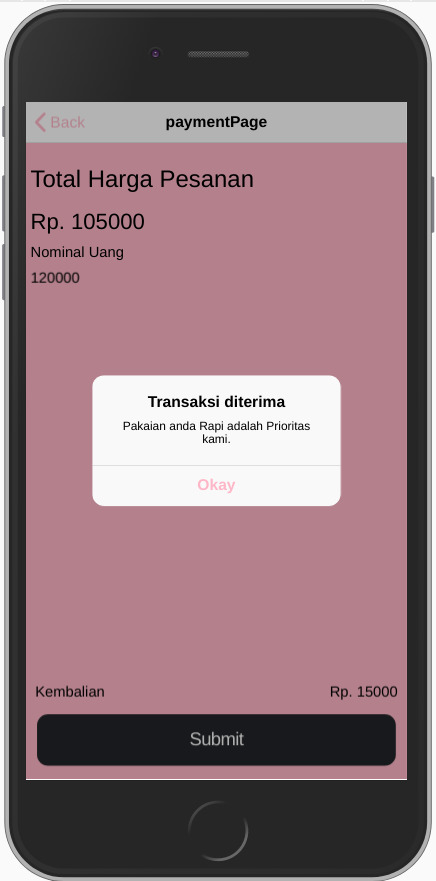 Back
paymentPage
Total Harga Pesanan
Rp. 105000
Nominal Uang
120000
Transaksi diterima
Pakaian anda Rapi adalah Prioritas
kami.
Okay
Kembalian
Rp. 15000
Submit